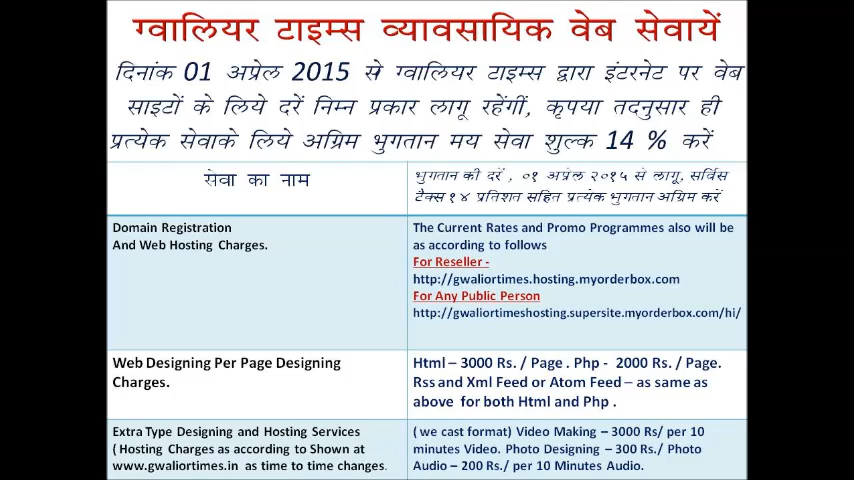 ग्वालियर टाइम्स व्यावसायिक वेब सेवायें
दिनांक 01 अप्रेल 2015 से ग्वालियर टाइम्स द्वारा इंटरनेट पर वेब
साइटों के लिये दरें निम्न प्रकार लागू रहेंगीं, कृपया तदनुसार ही
प्रत्येक सेवाके लिये अग्रिम भुगतान मय सेवा शुल्क 14 % करें
सेवा का नाम
भुगतान की दरें , ०१ अप्रेल २०१५ से लागू, सर्विस
टैक्स १४ प्रतिशत सहित प्रत्येक भुगतान अग्रिम करें
Domain Registration
And Web Hosting Charges.
The Current Rates and Promo Programmes also will be
as according to follows
For Reseller -
http://gwaliortimes.hosting.myorderbox.com
For Any Public Person
http://gwaliortimeshosting.supersite.myorderbox.com/hi/
Web Designing Per Page Designing
Charges.
Html – 3000 Rs. / Page . Php - 2000 Rs. / Page.
Rss and Xml Feed or Atom Feed – as same as
above for both Html and Php .
Extra Type Designing and Hosting Services
( Hosting Charges as according to Shown at
www.gwaliortimes.in as time to time changes.
( we cast format) Video Making – 3000 Rs/ per 10
minutes Video. Photo Designing – 300 Rs./ Photo
Audio – 200 Rs./ per 10 Minutes Audio.